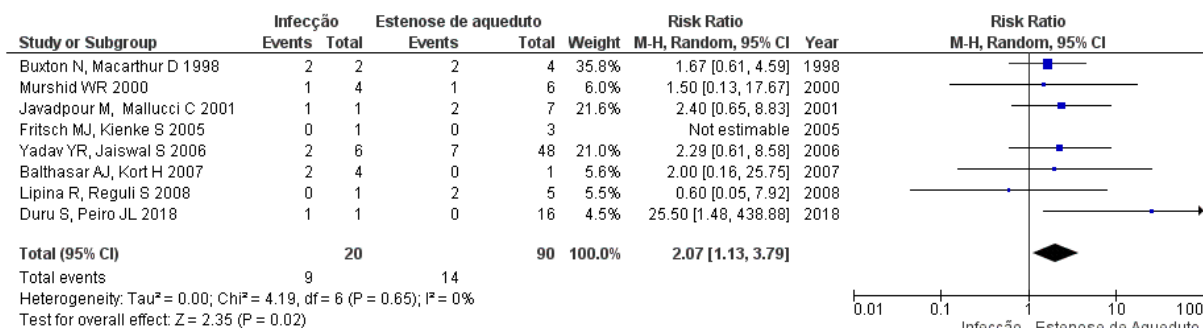 Infecção Estenose de aqueduto Risk Ratio Risk Ratio
Study or Subgroup Events Total Events Total Weight M-H, Random, 95% CI Year M-H, Random, 95% CI
Buxton N, Macarthur D 1998 2 2 2 4 35.8% 1.67 [0.61, 4.59] 1998
Murshid WR 2000 1 4 1 6 6.0% 1.50 [0.13, 17.67] 2000
Javadpour M, Mallucci C 2001 1 1 2 7 21.6% 2.40 [0.65, 8.83] 2001
Fritsch MJ, Kienke S 2005 0 1 0 3 Not estimable 2005
Yadav YR, Jaiswal S 2006 2 6 7 48 21.0% 2.29 [0.61, 8.58] 2006
Balthasar AJ, Kort H 2007 2 4 0 1 5.6% 2.00 [0.16, 25.75] 2007
Lipina R, Reguli S 2008 0 1 2 5 5.5% 0.60 [0.05, 7.92] 2008
Duru S, Peiro JL 2018 1 1 0 16 4.5% 25.50 [1.48, 438.88] 2018
Total (95% CI) 20 90 100.0% 2.07 [1.13, 3.79]
Total events 9 14
Heterogeneity: Tau² = 0.00; Chi² = 4.19, df = 6 (P = 0.65); I² = 0%
Test for overall effect: Z = 2.35 (P = 0.02)
0.01 0.1 1 10 100
Infecção Estenose de Aqueduto